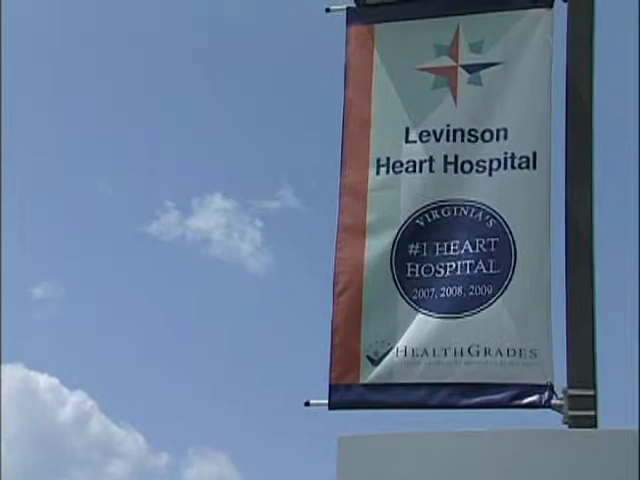 Levinson
Heart Hospital
VIRGINIA'S
#1 HEART
HOSPITAL
2007, 2008, 2009
HEALTHGRADES